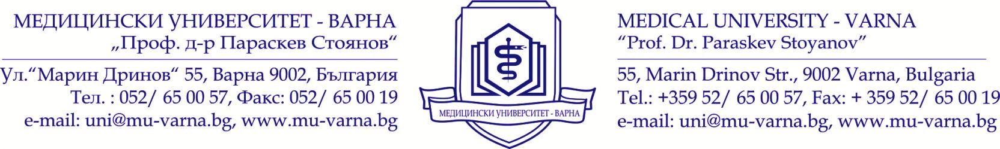 МЕДИЦИНСКИ УНИВЕРСИТЕТ - ВАРНА
„Проф. д-р Параскев Стоянов“
Ул.“Марин Дринов“ 55, Варна 9002, България
Тел. : 052/ 65 00 57, Факс: 052/ 65 00 19
e-mail: uni@mu-varna.bg, www.mu-varna.bg
МЕДИЦИНСКИ УНИВЕРСИТЕТ - ВАРНА
MEDICAL UNIVERSITY - VARNA
“Prof. Dr. Paraskev Stoyanov”
55, Marin Drinov Str., 9002 Varna, Bulgaria
Tel.: +359 52/ 65 00 57, Fax: + 359 52/ 65 00 19
e-mail: uni@mu-varna.bg, www.mu-varna.bg